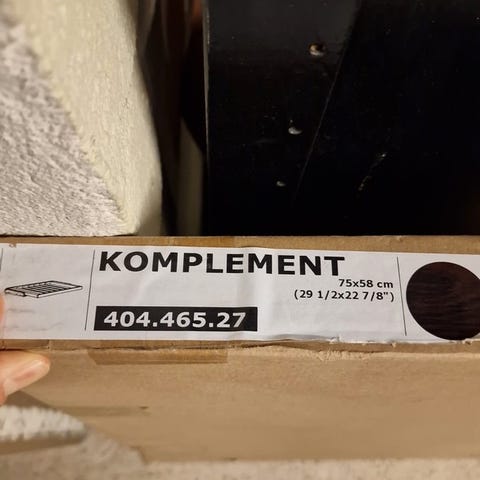 KOMPLEMENT
75x58 cm
(29 1/2x22 7/8")
404.465.27